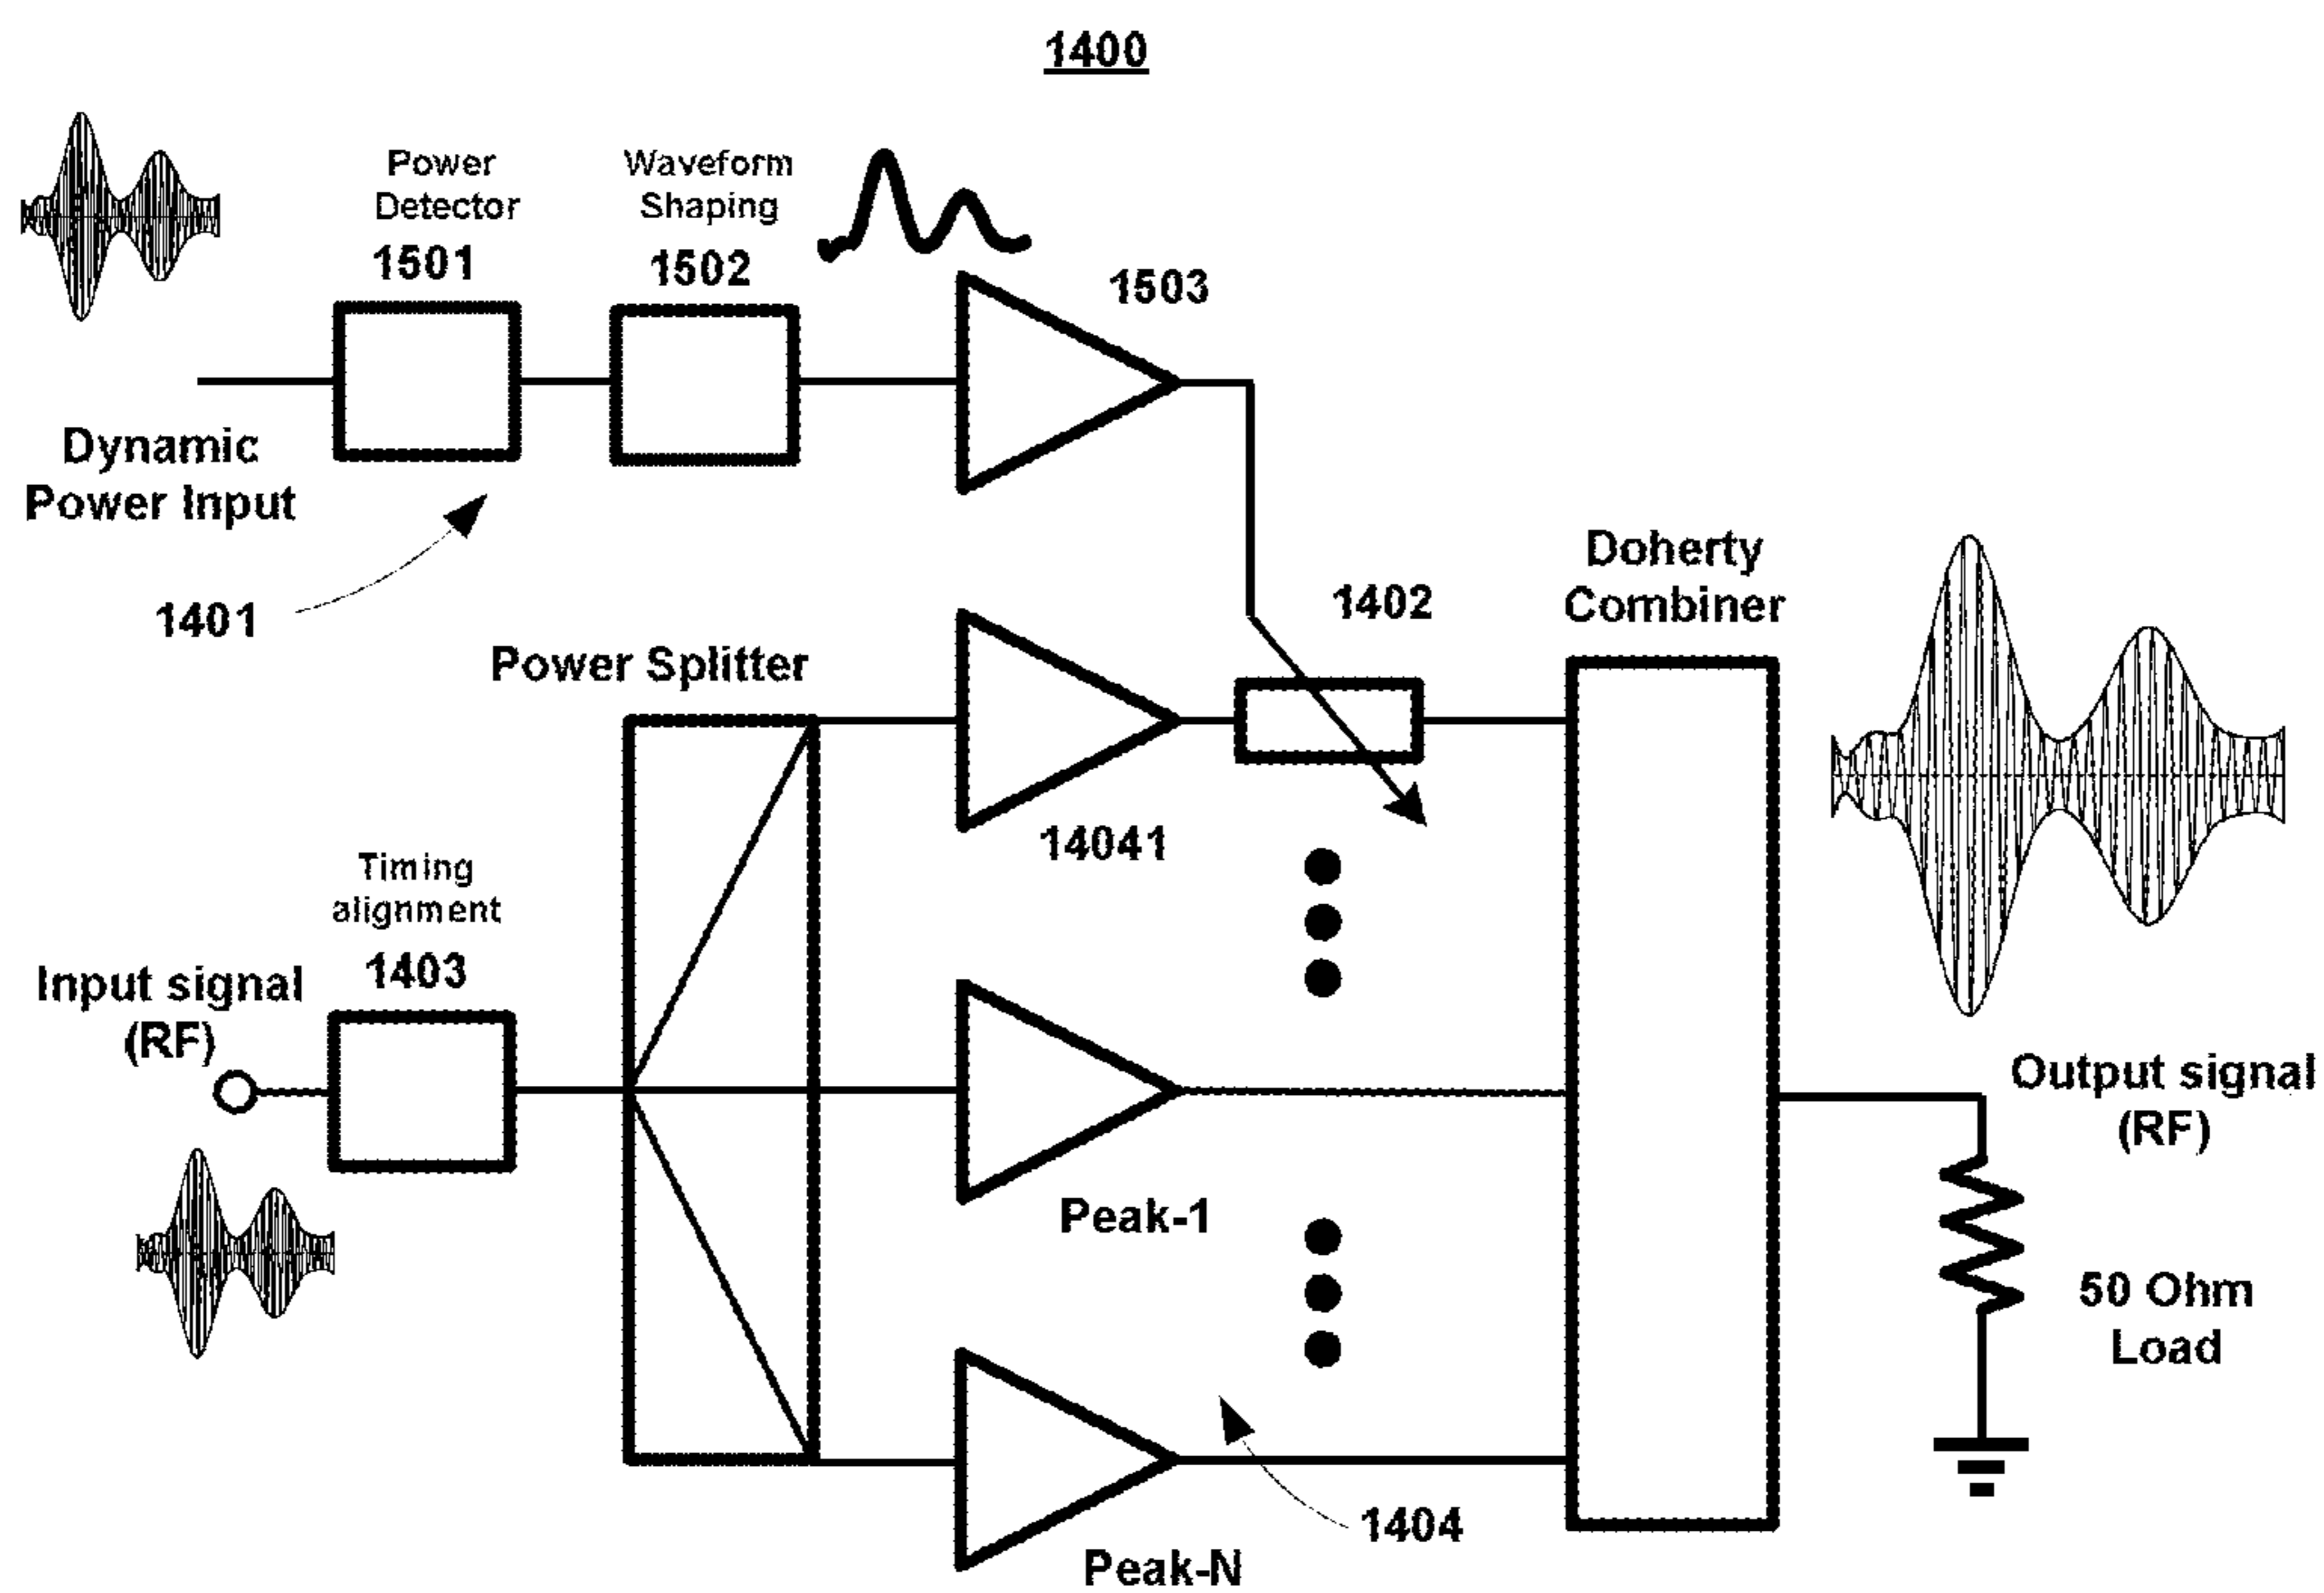 1400
Power
Detector
1501
Waveform
Shaping
1502
1503
Dynamic
Power Input
1401
Power Splitter
14041
1402
Doherty
Combiner
Timing
alignment
1403
Input signal
(RF)
Peak-1
Output signal
(RF)
50 Ohm
Load
1404
Peak-N